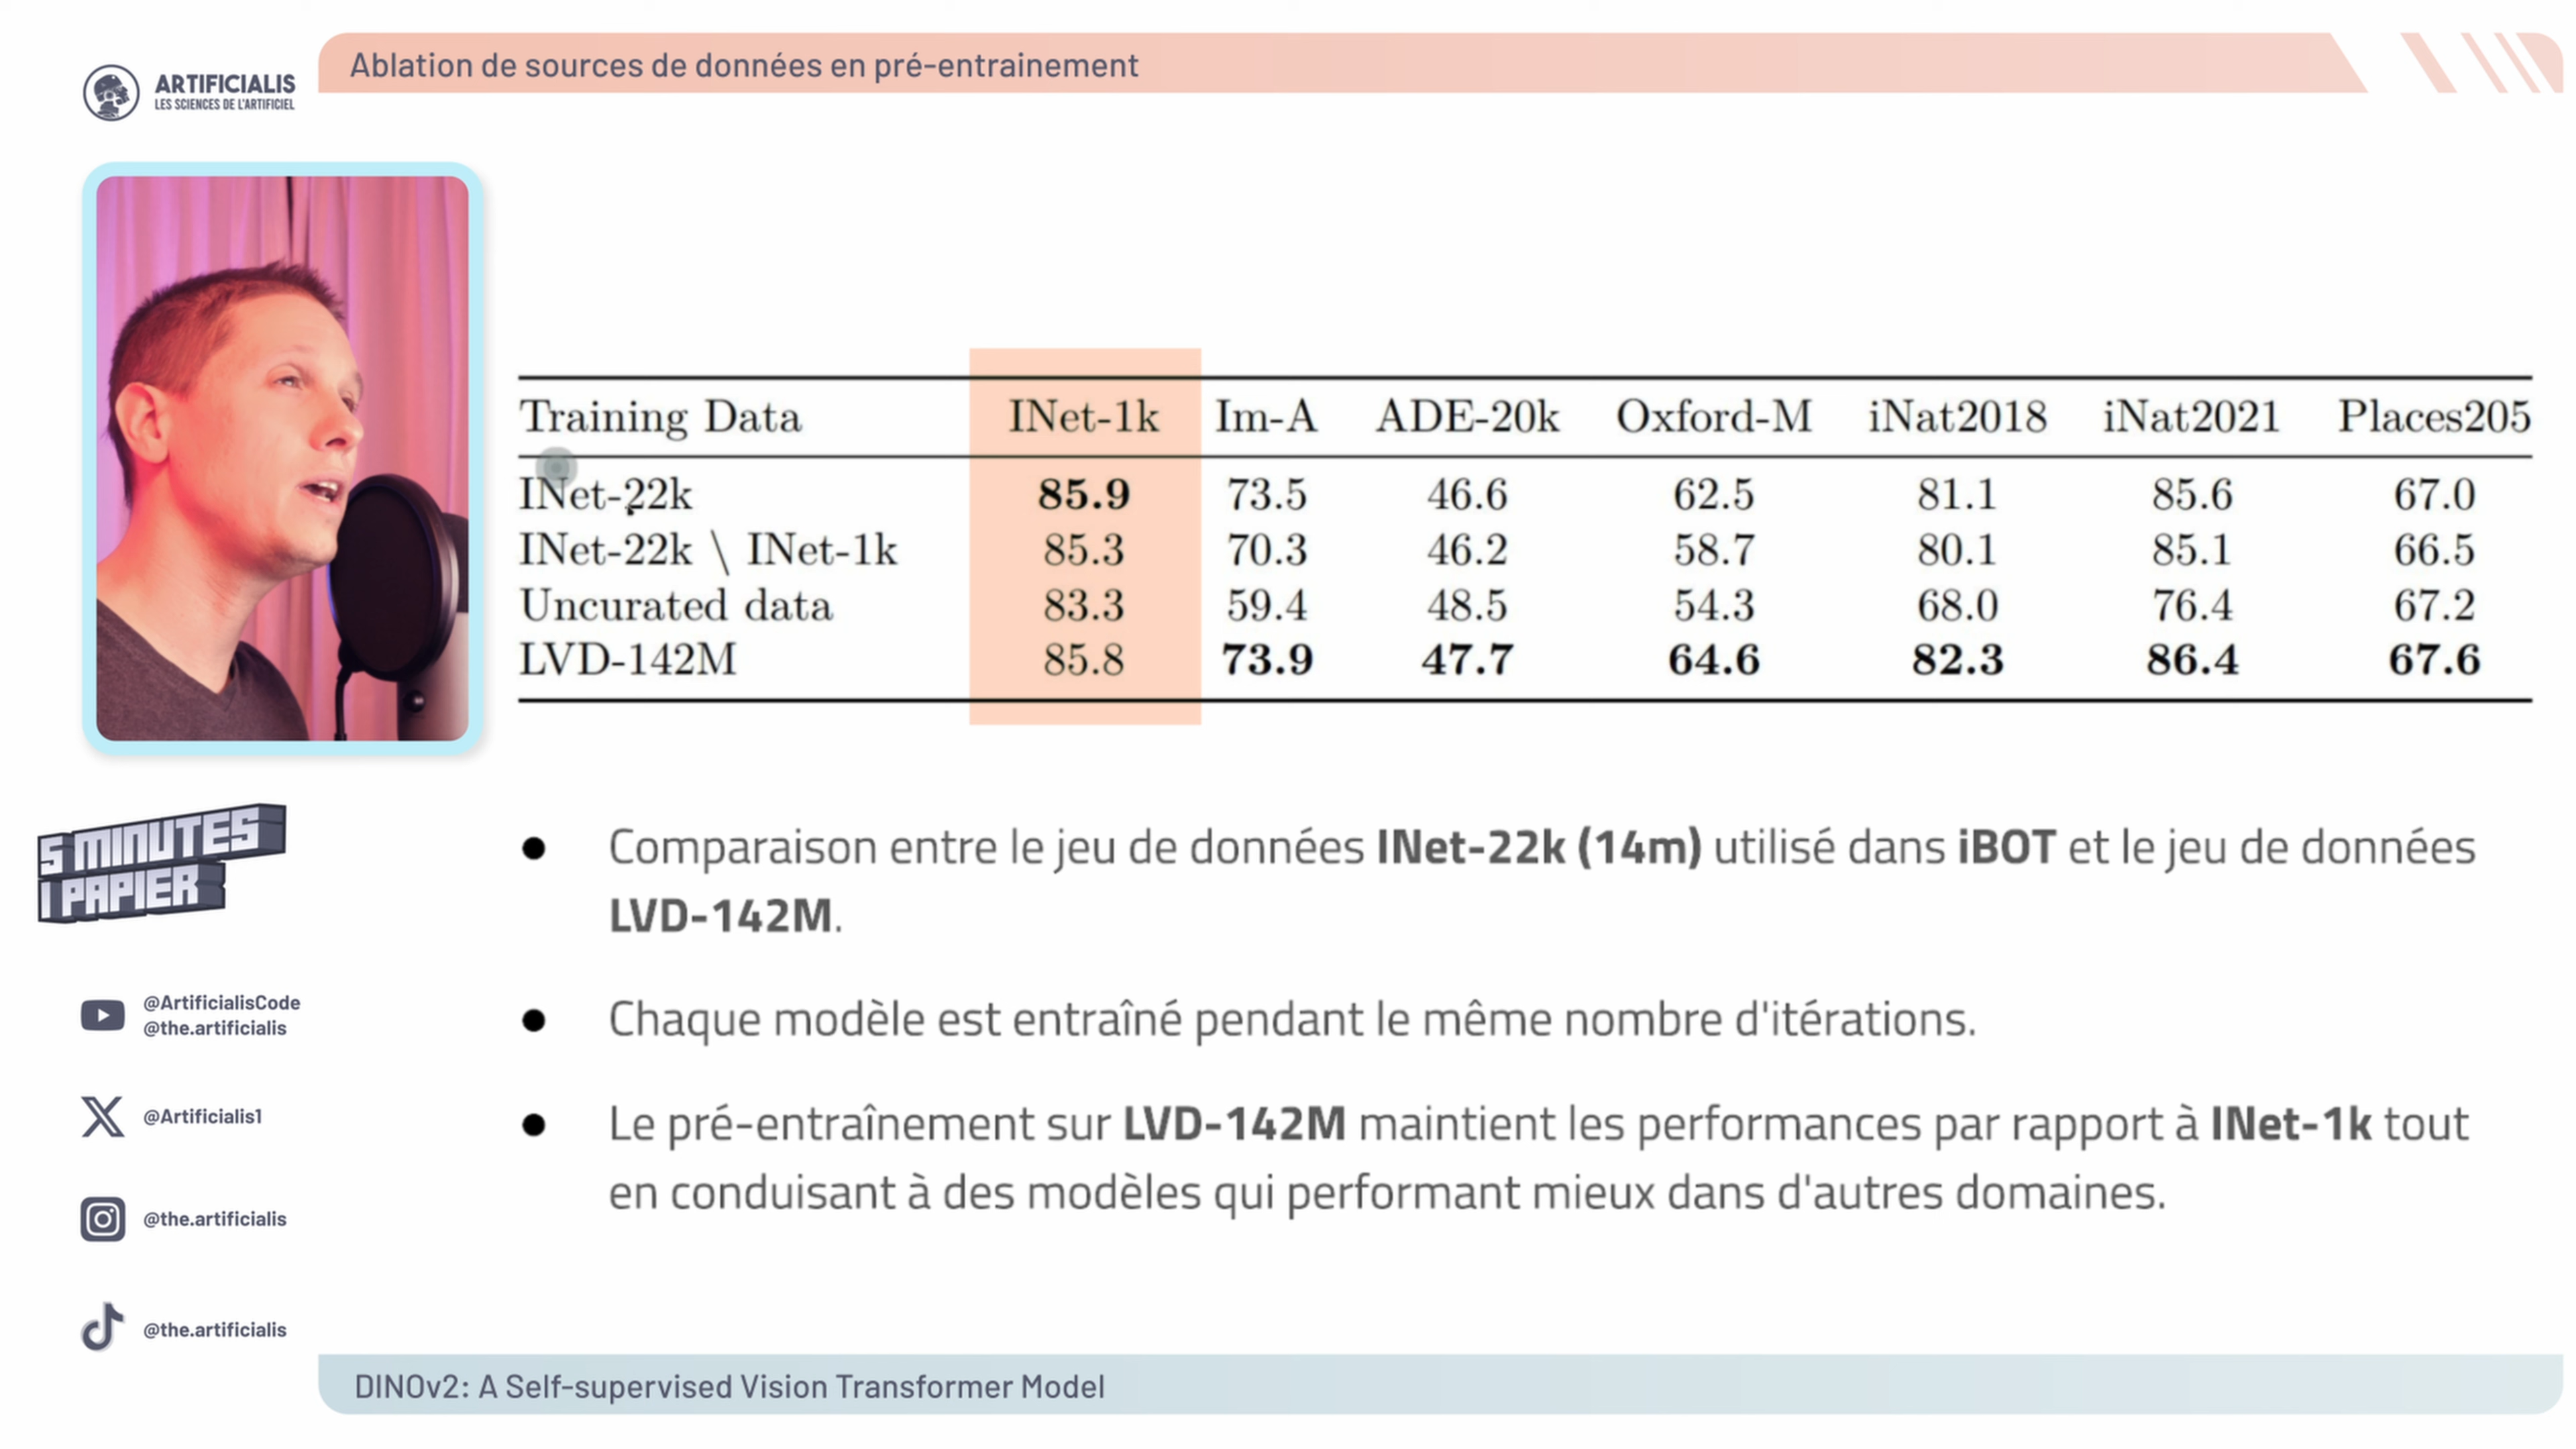 Ablation de sources de données en pré-entrainement
ARTIFICIALIS
LES SCIENCES DE L'ARTIFICIEL
Training Data INet-1k Im-A ADE-20k Oxford-M iNat2018 iNat2021 Places205
INet-22k 85.9 73.5 46.6 62.5 81.1 85.6 67.0
INet-22k \ INet-1k 85.3 70.3 46.2 58.7 80.1 85.1 66.5
Uncurated data 83.3 59.4 48.5 54.3 68.0 76.4 67.2
LVD-142M 85.8 73.9 47.7 64.6 82.3 86.4 67.6
5 MINUTES
1 PAPIER
● Comparaison entre le jeu de données INet-22k (14m) utilisé dans iBOT et le jeu de données
LVD-142M.
● Chaque modèle est entraîné pendant le même nombre d'itérations.
● Le pré-entraînement sur LVD-142M maintient les performances par rapport à INet-1k tout
en conduisant à des modèles qui performant mieux dans d'autres domaines.
@ArtificialisCode
@the.artificialis
@Artificialis1
@the.artificialis
@the.artificialis
DINOv2: A Self-supervised Vision Transformer Model